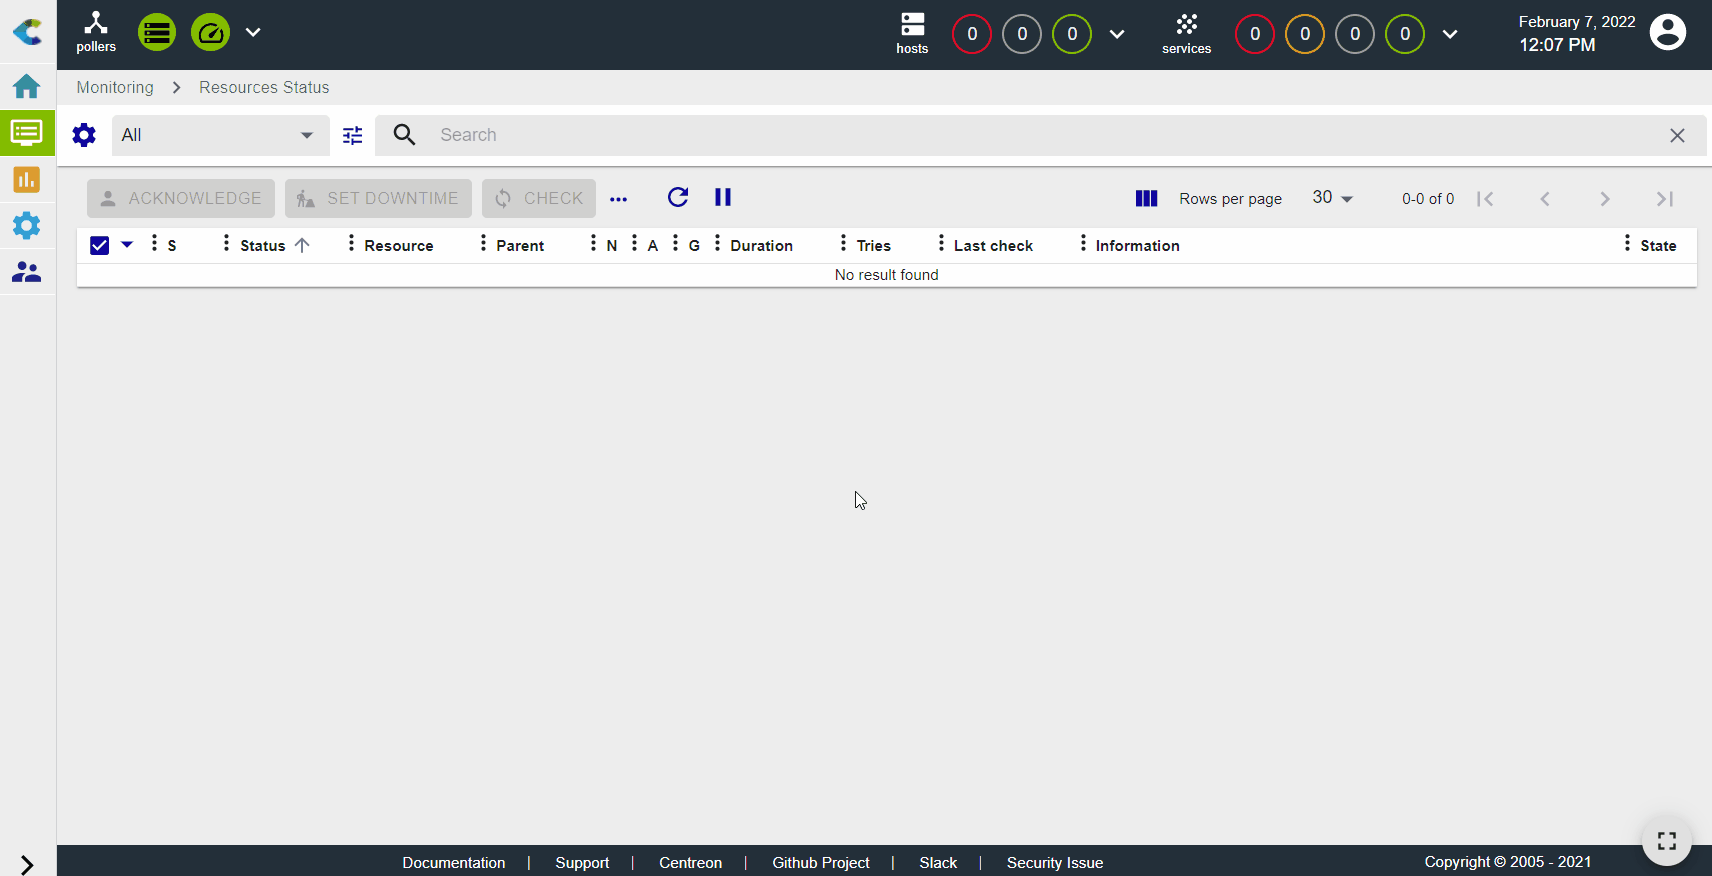 pollers
hosts 0 0 0
services 0 0 0 0
February 7, 2022
12:07 PM
Monitoring Resources Status
All Search
ACKNOWLEDGE SET DOWNTIME CHECK Rows per page 30 0-0 of 0
S Status Resource Parent N A G Duration Tries Last check Information State
No result found
Documentation | Support | Centreon | Github Project | Slack | Security Issue Copyright © 2005 - 2021